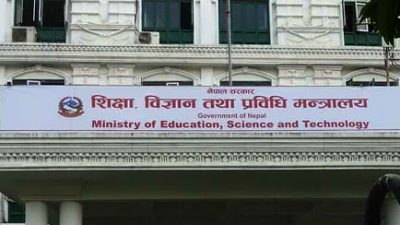 नेपाल सरकार
शिक्षा, विज्ञान तथा प्रविधि मन्त्रालय
Government of Nepal
Ministry of Education, Science and Technology